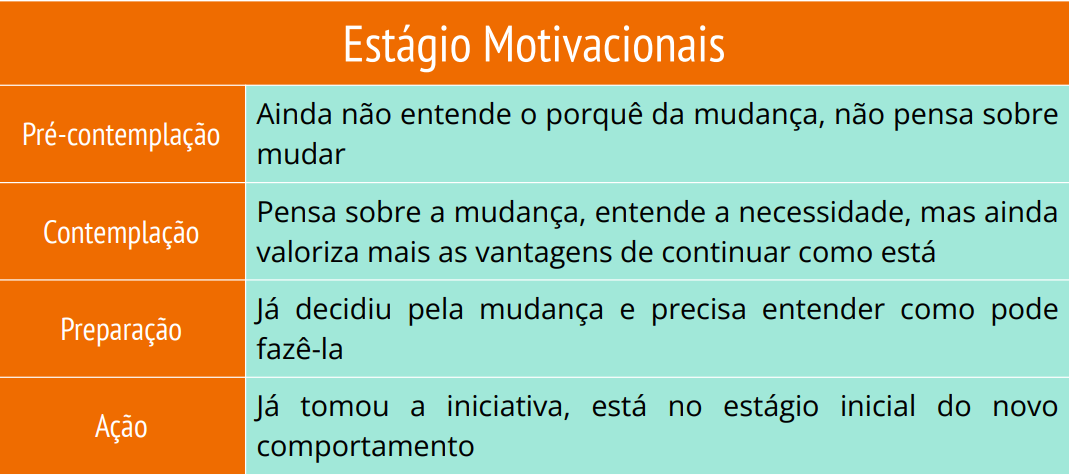 Estágio Motivacionais
Pré-contemplação
Ainda não entende o porquê da mudança, não pensa sobre
mudar
Contemplação
Pensa sobre a mudança, entende a necessidade, mas ainda
valoriza mais as vantagens de continuar como está
Preparação
Já decidiu pela mudança e precisa entender como pode
fazê-la
Ação
Já tomou a iniciativa, está no estágio inicial do novo
comportamento